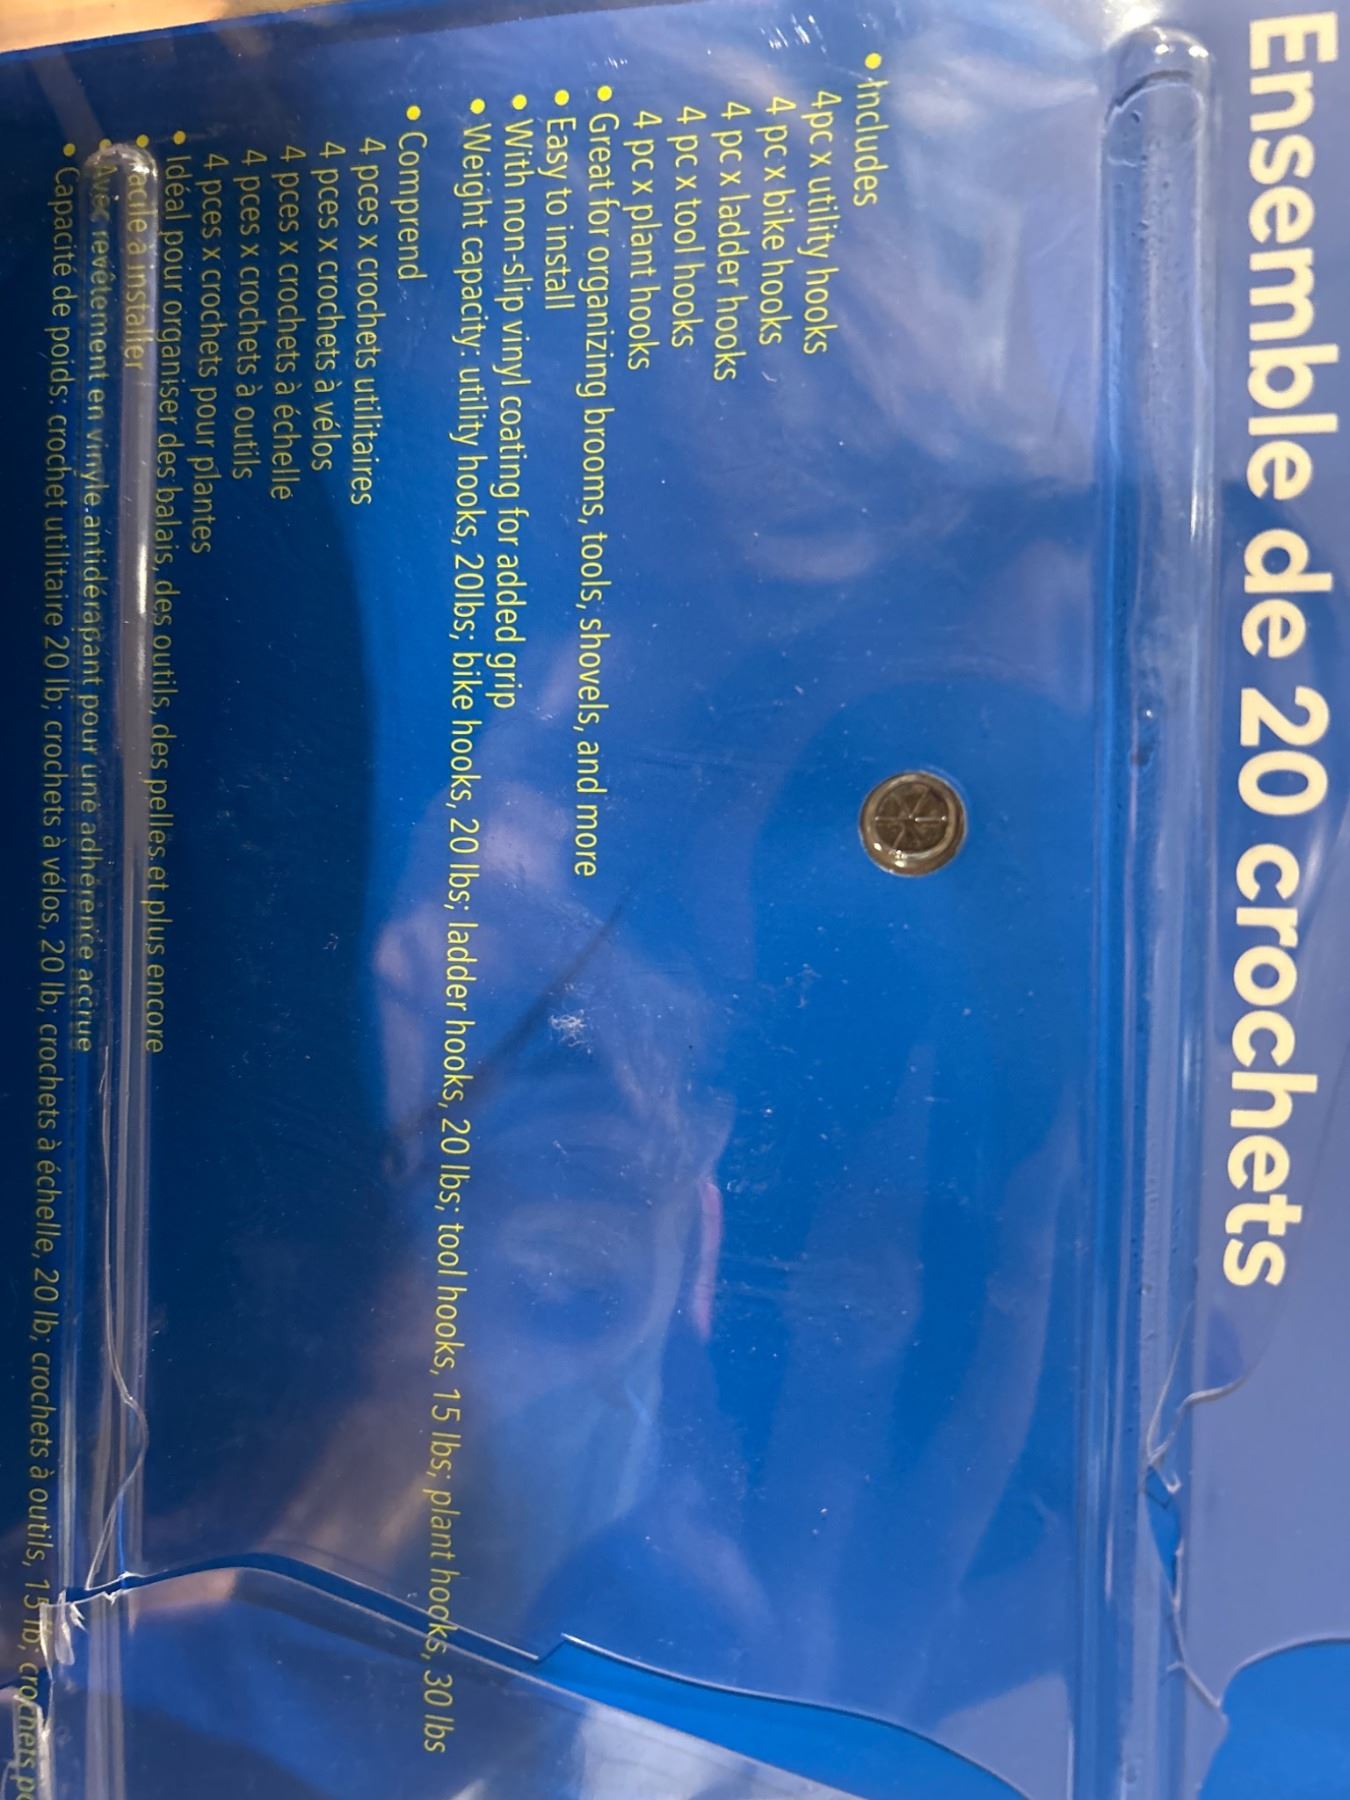 Ensemble de 20 crochets
• Includes
4pc x utility hooks
4 pc x bike hooks
4 pc x ladder hooks
4 pc x tool hooks
4 pc x plant hooks
• Great for organizing brooms, tools, shovels, and more
• Easy to install
• With non-slip vinyl coating for added grip
• Weight capacity: utility hooks, 20lbs; bike hooks, 20 lbs; ladder hooks, 20 lbs; tool hooks, 15 lbs; plant hooks, 30 lbs
• Comprend
4 pces x crochets utilitaires
4 pces x crochets à vélos
4 pces x crochets à échelle
4 pces x crochets à outils
4 pces x crochets pour plantes
• Idéal pour organiser des balais, des outils, des pelles et plus encore
• Facile à installer
• Avec revêtement en vinyle antidérapant pour une adhérence accrue
• Capacité de poids: crochet utilitaire 20 lb; crochets à vélos, 20 lb; crochets à échelle, 20 lb; crochets à outils, 15 lb; crochets